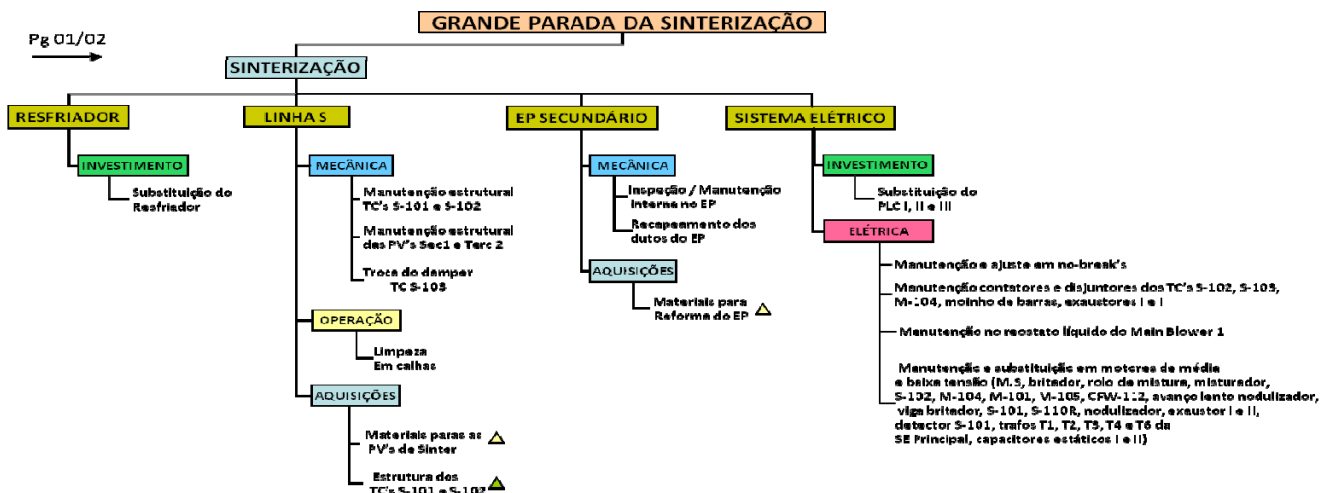 GRANDE PARADA DA SINTERIZAÇÃO
Pg 01/02
SINTERIZAÇÃO
RESFRIADOR
INVESTIMENTO
Substituição do
Resfriador
LINHA S
MECÂNICA
Manutenção estrutural
TC's S-101 e S-102
Manutenção estrutural
das PV's Sec1 e Terc 2
Troca do damper
TC S-103
OPERAÇÃO
Limpeza
Em calhas
AQUISIÇÕES
Materiais paras as
PV's de Sinter
Estrutura dos
TC's S-101 e S-102
EP SECUNDÁRIO
MECÂNICA
Inspeção / Manutenção
Interna no EP
Recapeamento dos
dutos do EP
AQUISIÇÕES
Materiais para
Reforma do EP
SISTEMA ELÉTRICO
INVESTIMENTO
Substituição do
PLC I, II e III
ELÉTRICA
Manutenção e ajuste em no-break's
Manutenção contatores e disjuntores dos TC's S-102, S-103,
M-104, moinho de barras, exaustores I e I
Manutenção no reostato líquido do Main Blower 1
Manutenção e substituição em motores de média
e baixa tensão (M.S, britador, rolo de mistura, misturador,
S-102, M-104, M-101, M-105, CFW-112, avanço lento nodulizador,
viga britador, S-101, S-110R, nodulizador, exaustor I e II,
detector S-101, trafos T1, T2, T3, T4 e T6 da
SE Principal, capacitores estáticos I e II)